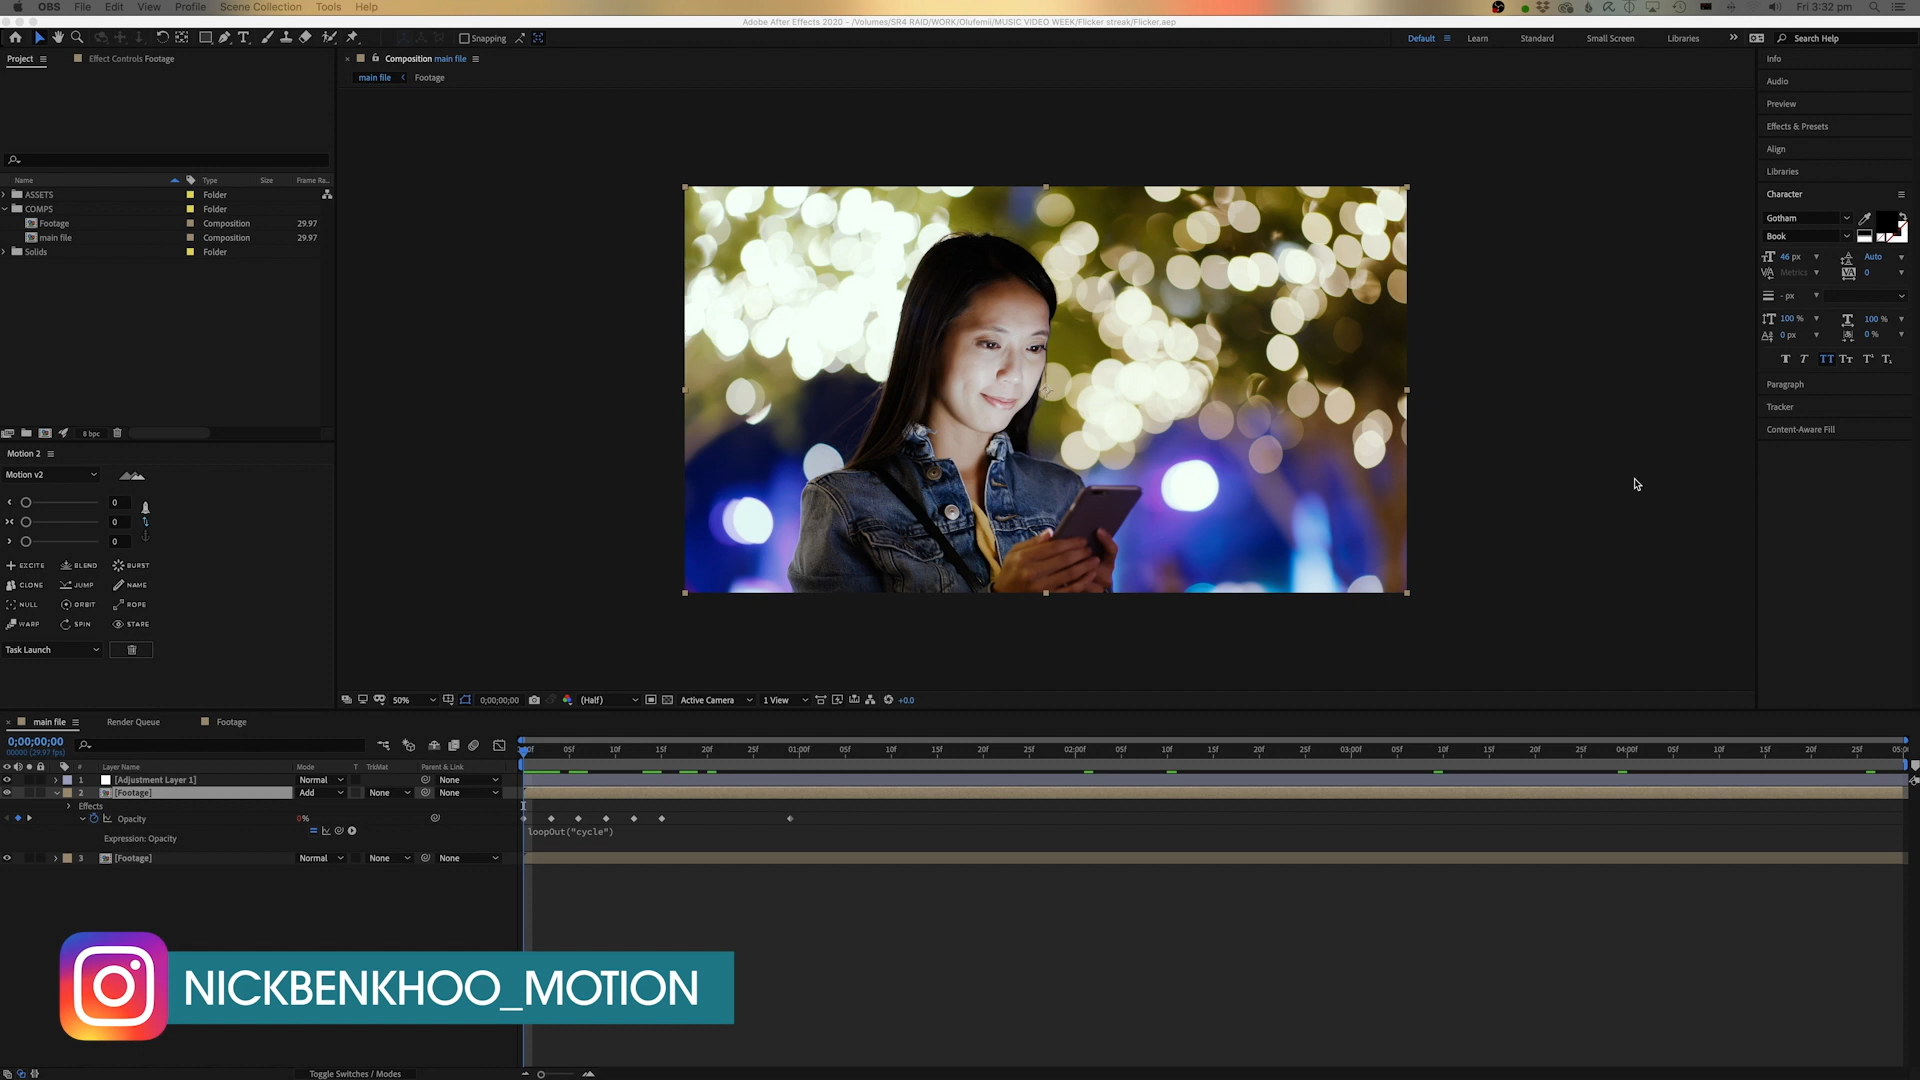 OBS File Edit View Profile Scene Collection Tools Help Fri 3:32 pm
Adobe After Effects 2020 - /Volumes/SR4 RAID/WORK/Olufemii/MUSIC VIDEO WEEK/Flicker streak/Flicker.aep
Snapping Default Learn Standard Small Screen Libraries Search Help
Project Effect Controls Footage
Composition main file
main file Footage
Name Type Size Frame Ra...
ASSETS Folder
COMPS Folder
Footage Composition 29.97
main file Composition 29.97
Solids Folder
8 bpc
Motion 2
Motion v2
0
0
0
EXCITE BLEND BURST
CLONE JUMP NAME
NULL ORBIT ROPE
WARP SPIN STARE
Task Launch
50% 0;00;00;00 (Half) Active Camera 1 View +0.0
Info
Audio
Preview
Effects & Presets
Align
Libraries
Character
Gotham
Book
46 px Auto
Metrics 0
- px
100 % 100 %
0 px 0 %
T T TT Tт T¹ T₁
Paragraph
Tracker
Content-Aware Fill
main file Render Queue Footage
0;00;00;00
00000 (29.97 fps)
05f 10f 15f 20f 25f 01:00f 05f 10f 15f 20f 25f 02:00f 05f 10f 15f 20f 25f 03:00f 05f 10f 15f 20f 25f 04:00f 05f 10f 15f 20f 25f
# Layer Name Mode T TrkMat Parent & Link
1 [Adjustment Layer 1] Normal None
2 [Footage] Add None None
Effects
Opacity 0%
Expression: Opacity loopOut("cycle")
3 [Footage] Normal None None
NICKBENKHOO_MOTION
Toggle Switches / Modes